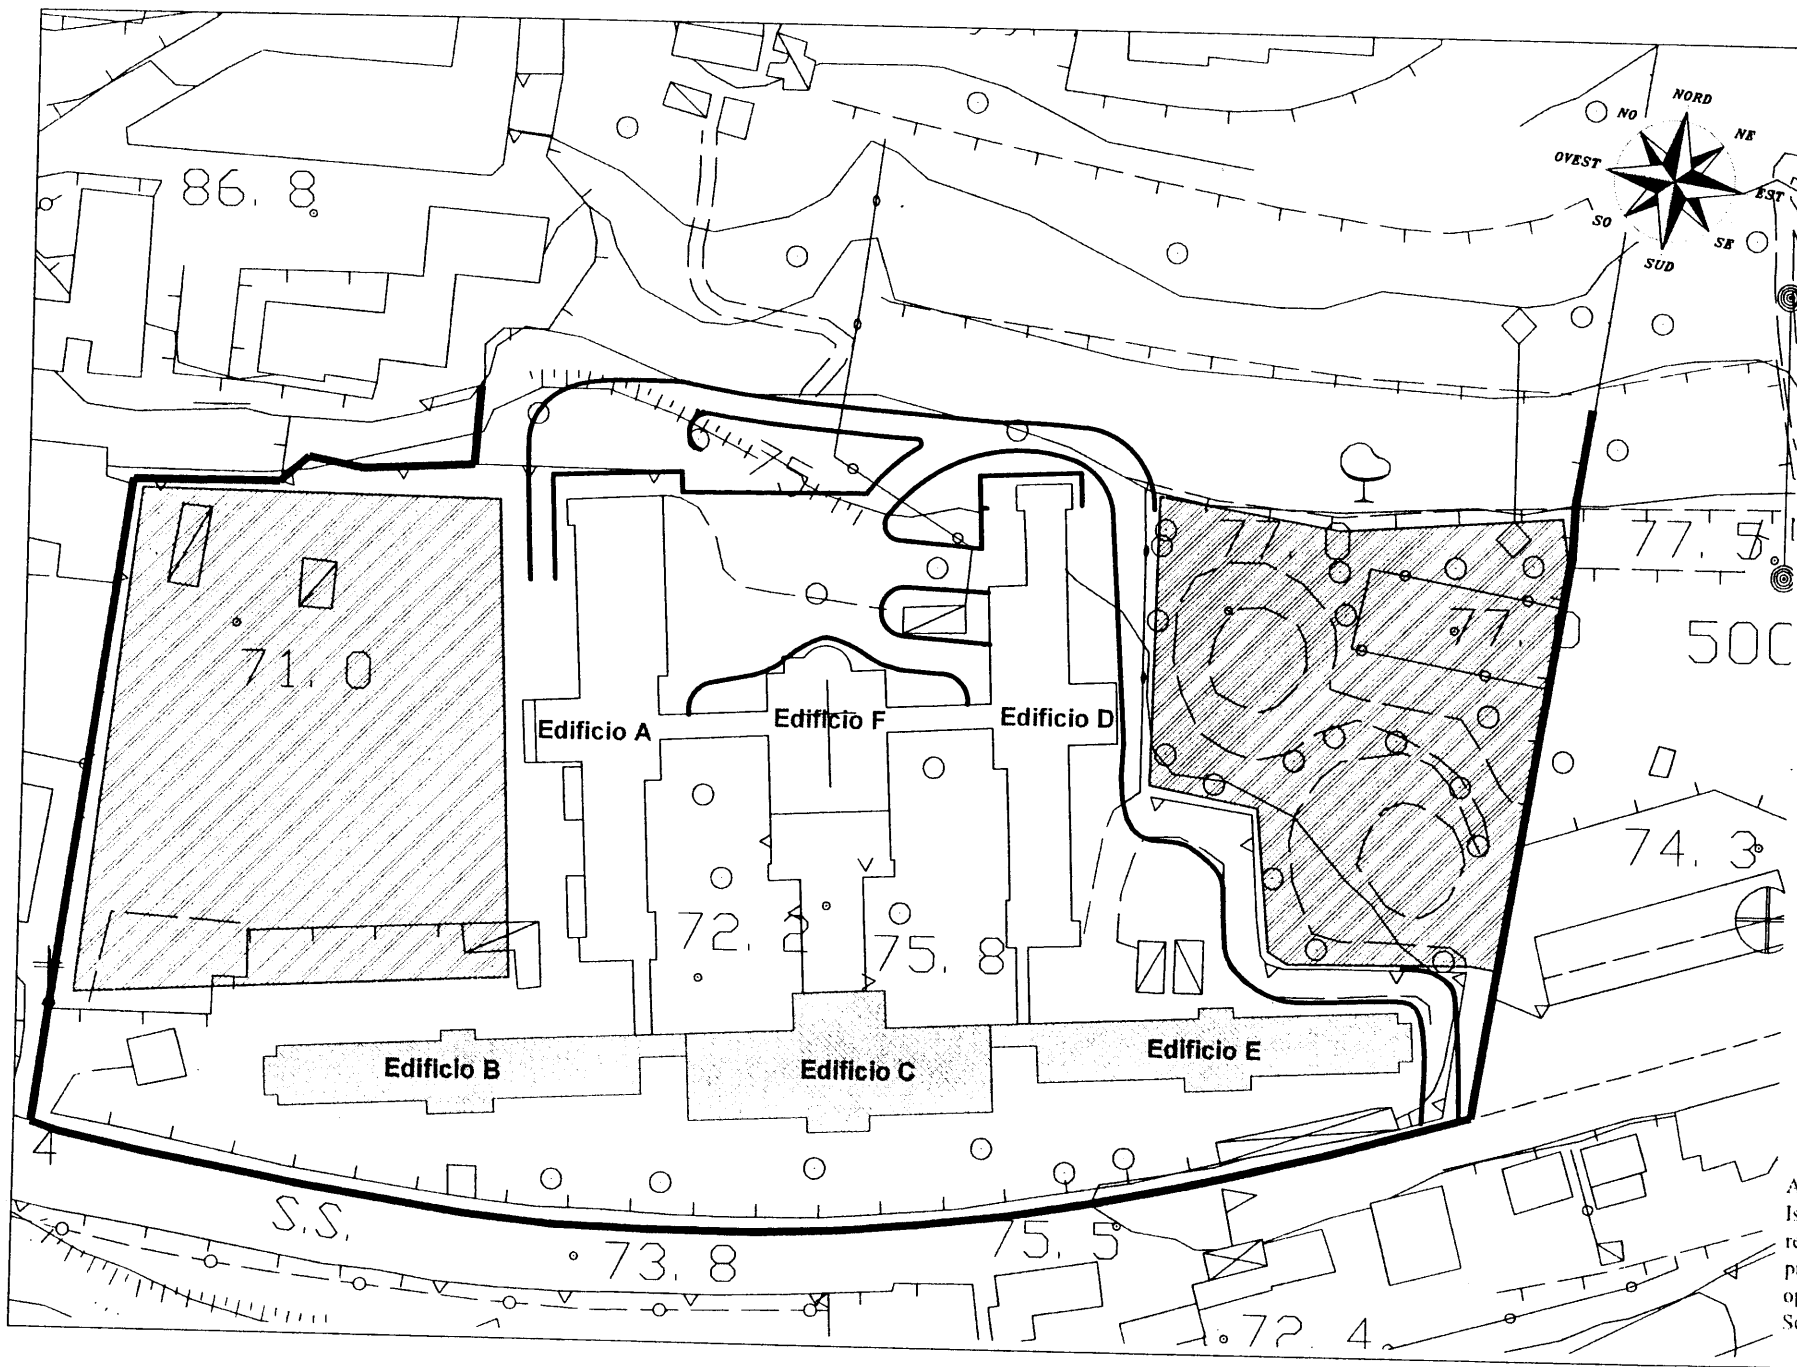 NORD
NO
NE
OVEST
86. 8
EST
SO
SE
SUD
75
77.
77. 5
77.
71. 0
500
Edificio A
Edificio F
Edificio D
74. 3
72. 2
75. 8
Edificio B
Edificio C
Edificio E
4
S.S.
73. 8
75. 5
72. 4